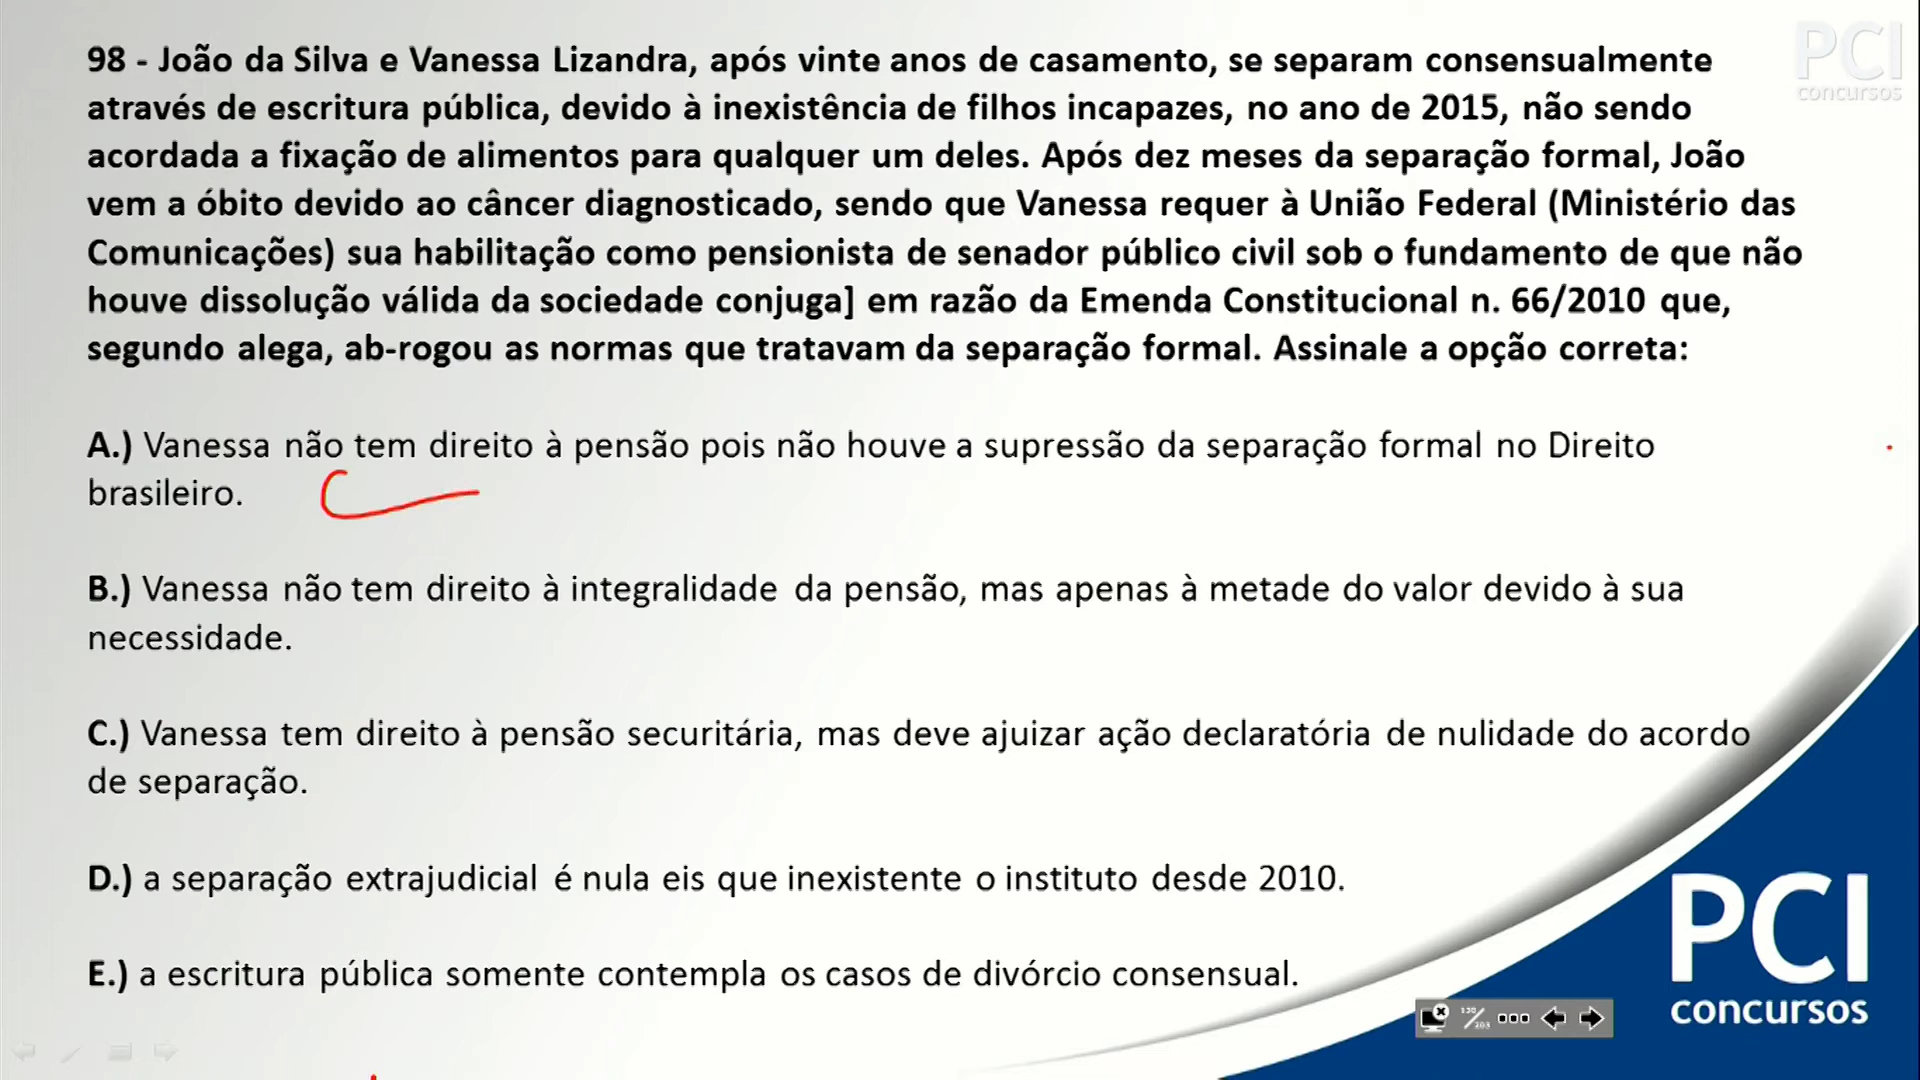 PCI
concursos
98 - João da Silva e Vanessa Lizandra, após vinte anos de casamento, se separam consensualmente
através de escritura pública, devido à inexistência de filhos incapazes, no ano de 2015, não sendo
acordada a fixação de alimentos para qualquer um deles. Após dez meses da separação formal, João
vem a óbito devido ao câncer diagnosticado, sendo que Vanessa requer à União Federal (Ministério das
Comunicações) sua habilitação como pensionista de senador público civil sob o fundamento de que não
houve dissolução válida da sociedade conjuga] em razão da Emenda Constitucional n. 66/2010 que,
segundo alega, ab-rogou as normas que tratavam da separação formal. Assinale a opção correta:
A.) Vanessa não tem direito à pensão pois não houve a supressão da separação formal no Direito
brasileiro.
B.) Vanessa não tem direito à integralidade da pensão, mas apenas à metade do valor devido à sua
necessidade.
C.) Vanessa tem direito à pensão securitária, mas deve ajuizar ação declaratória de nulidade do acordo
de separação.
D.) a separação extrajudicial é nula eis que inexistente o instituto desde 2010.
E.) a escritura pública somente contempla os casos de divórcio consensual.
PCI
concursos